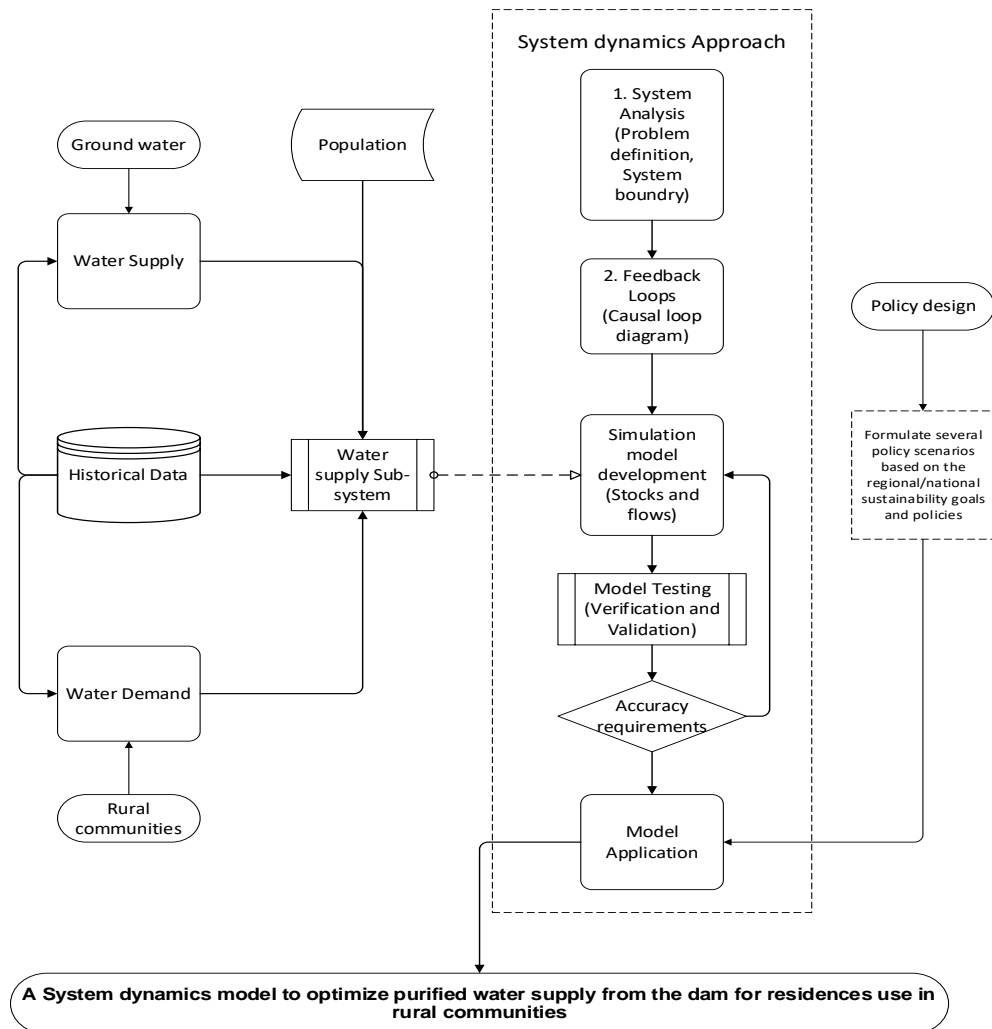 System dynamics Approach
1. System
Analysis
(Problem
definition,
System
boundry)
Ground water
Population
Water Supply
2. Feedback
Loops
(Causal loop
diagram)
Policy design
Historical Data
Water
supply Sub-
system
Simulation
model
development
(Stocks and
flows)
Formulate several
policy scenarios
based on the
regional/national
sustainability goals
and policies
Model Testing
(Verification and
Validation)
Water Demand
Accuracy
requirements
Rural
communities
Model
Application
A System dynamics model to optimize purified water supply from the dam for residences use in
rural communities